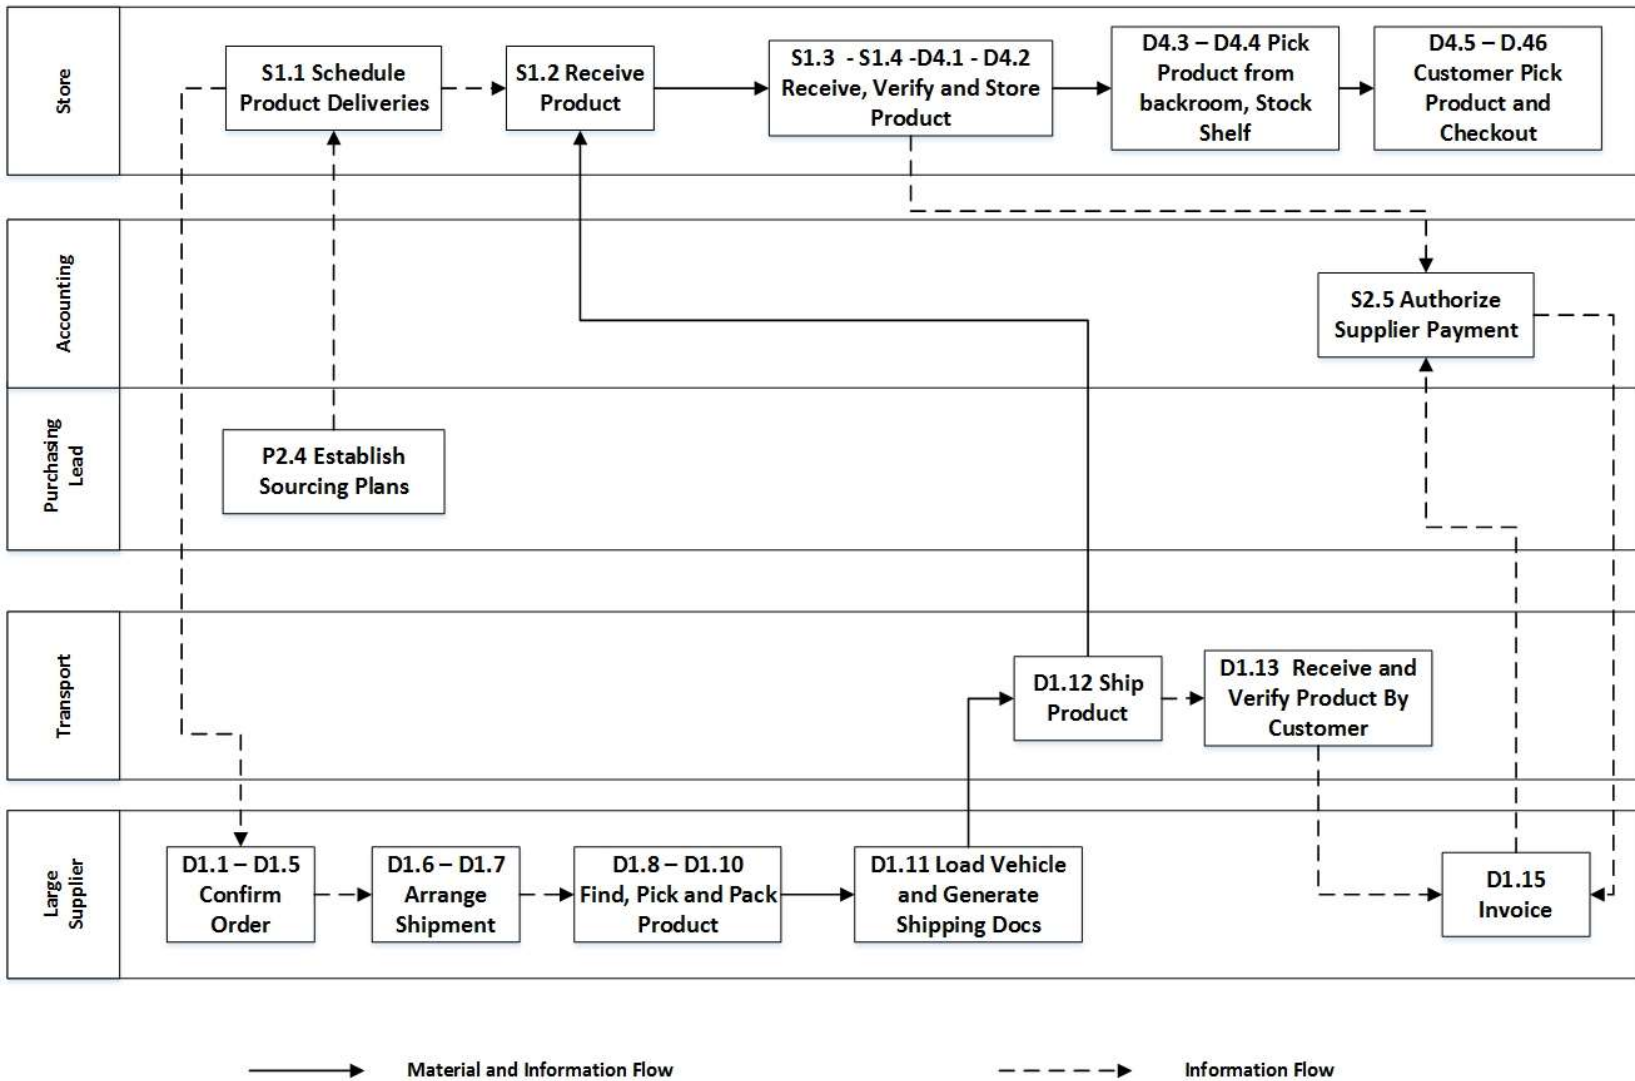 Store
S1.1 Schedule
Product Deliveries
S1.2 Receive
Product
S1.3  - S1.4 -D4.1 - D4.2
Receive, Verify and Store
Product
D4.3 – D4.4 Pick
Product from
backroom, Stock
Shelf
D4.5 – D.46
Customer Pick
Product and
Checkout
Accounting
S2.5 Authorize
Supplier Payment
Purchasing
Lead
P2.4 Establish
Sourcing Plans
Transport
D1.12 Ship
Product
D1.13  Receive and
Verify Product By
Customer
Large
Supplier
D1.1 – D1.5
Confirm
Order
D1.6 – D1.7
Arrange
Shipment
D1.8 – D1.10
Find, Pick and Pack
Product
D1.11 Load Vehicle
and Generate
Shipping Docs
D1.15
Invoice
Material and Information Flow
Information Flow